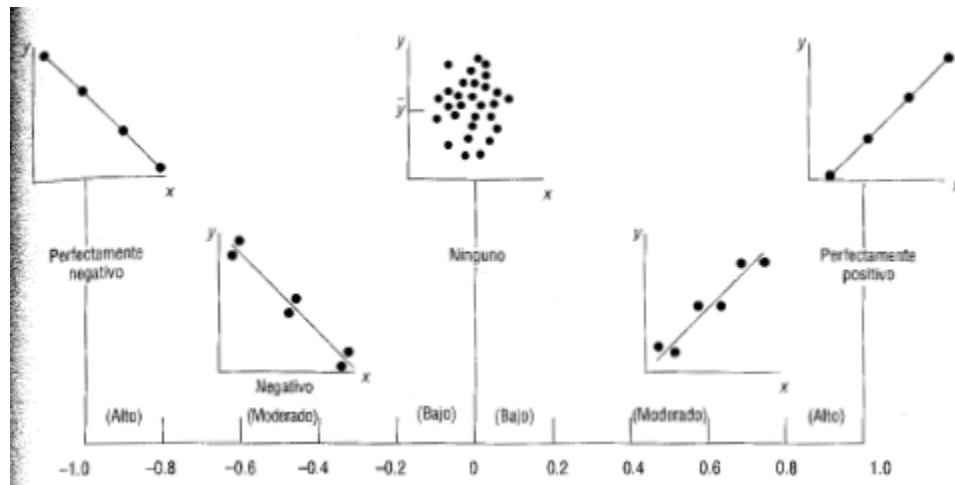 y
x
Perfectamente
negativo
y
x
Negativo
y
ȳ
x
Ninguno
y
x
y
x
Perfectamente
positivo
(Alto) (Moderado) (Bajo) (Bajo) (Moderado) (Alto)
−1.0 −0.8 −0.6 −0.4 −0.2 0 0.2 0.4 0.6 0.8 1.0